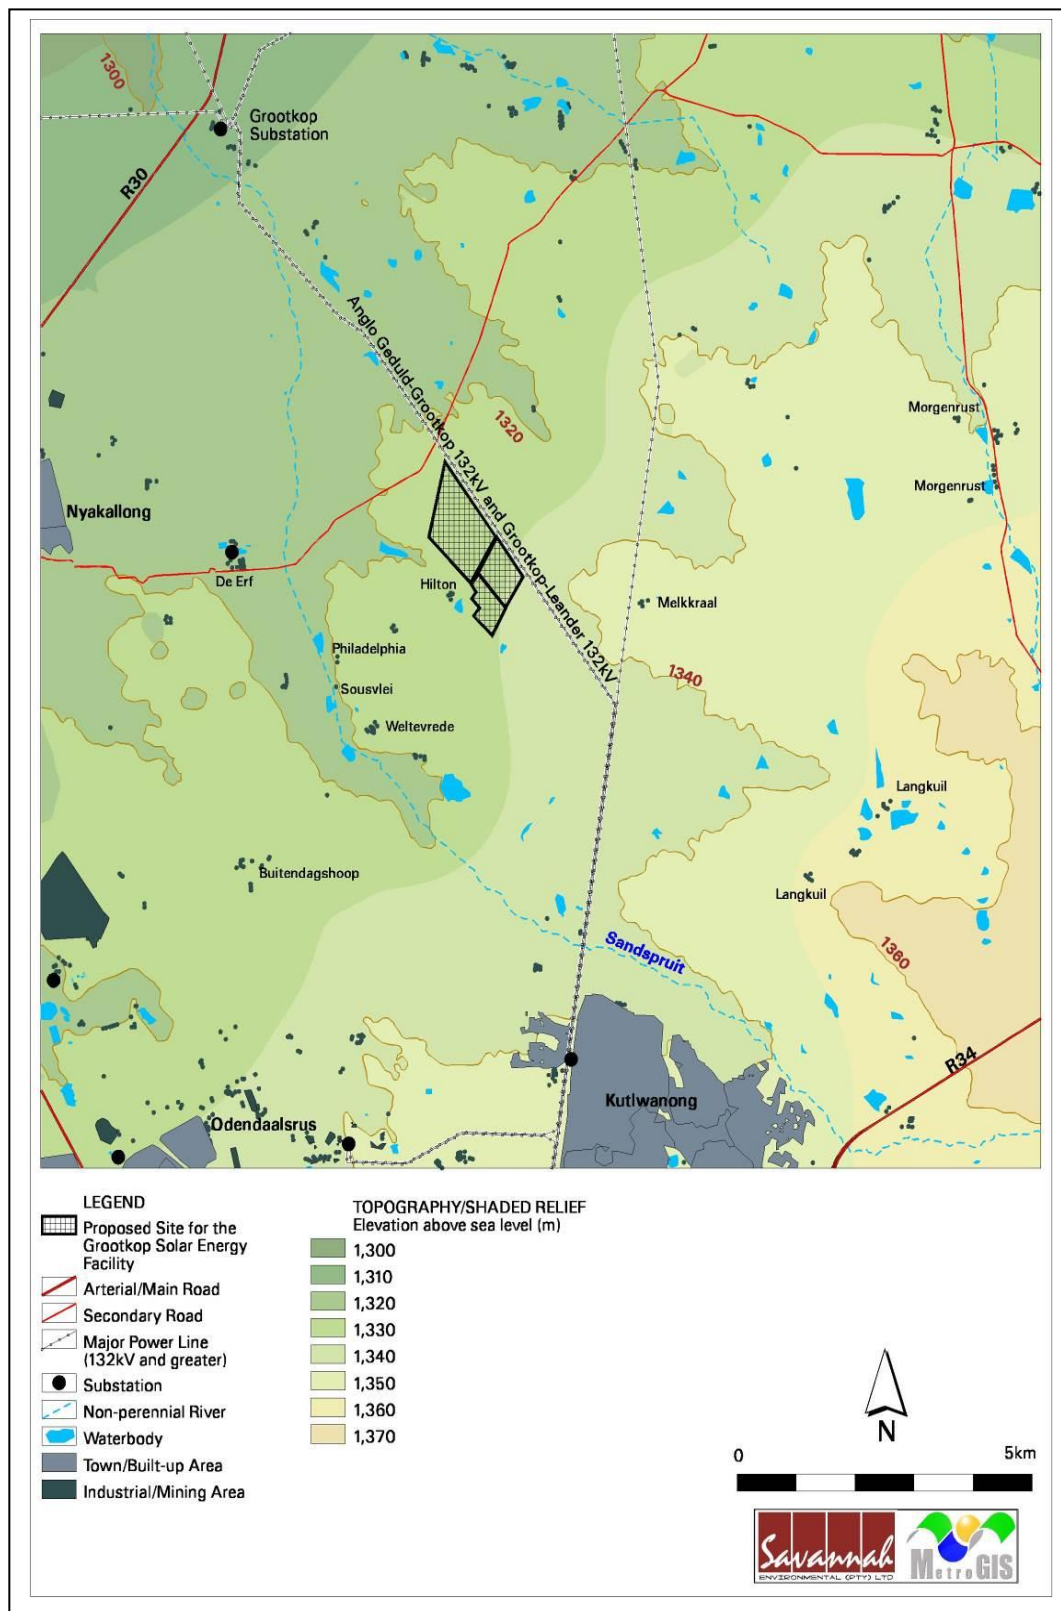 1300
Grootkop
Substation
R30
Anglo Geduld-Grootkop 132kV and Grootkop-Leander 132kV
1320
Morgenrust
Morgenrust
Nyakallong
De Erf
Hilton
Melkkraal
Philadelphia
1340
Sousvlei
Weltevrede
Langkuil
Buitendagshoop
Langkuil
Sandspruit
1360
R34
Kutlwanong
Odendaalsrus
LEGEND
Proposed Site for the
Grootkop Solar Energy
Facility
Arterial/Main Road
Secondary Road
Major Power Line
(132kV and greater)
Substation
Non-perennial River
Waterbody
Town/Built-up Area
Industrial/Mining Area
TOPOGRAPHY/SHADED RELIEF
Elevation above sea level (m)
1,300
1,310
1,320
1,330
1,340
1,350
1,360
1,370
N
0 5km
Savannah
ENVIRONMENTAL (PTY) LTD
MetroGIS